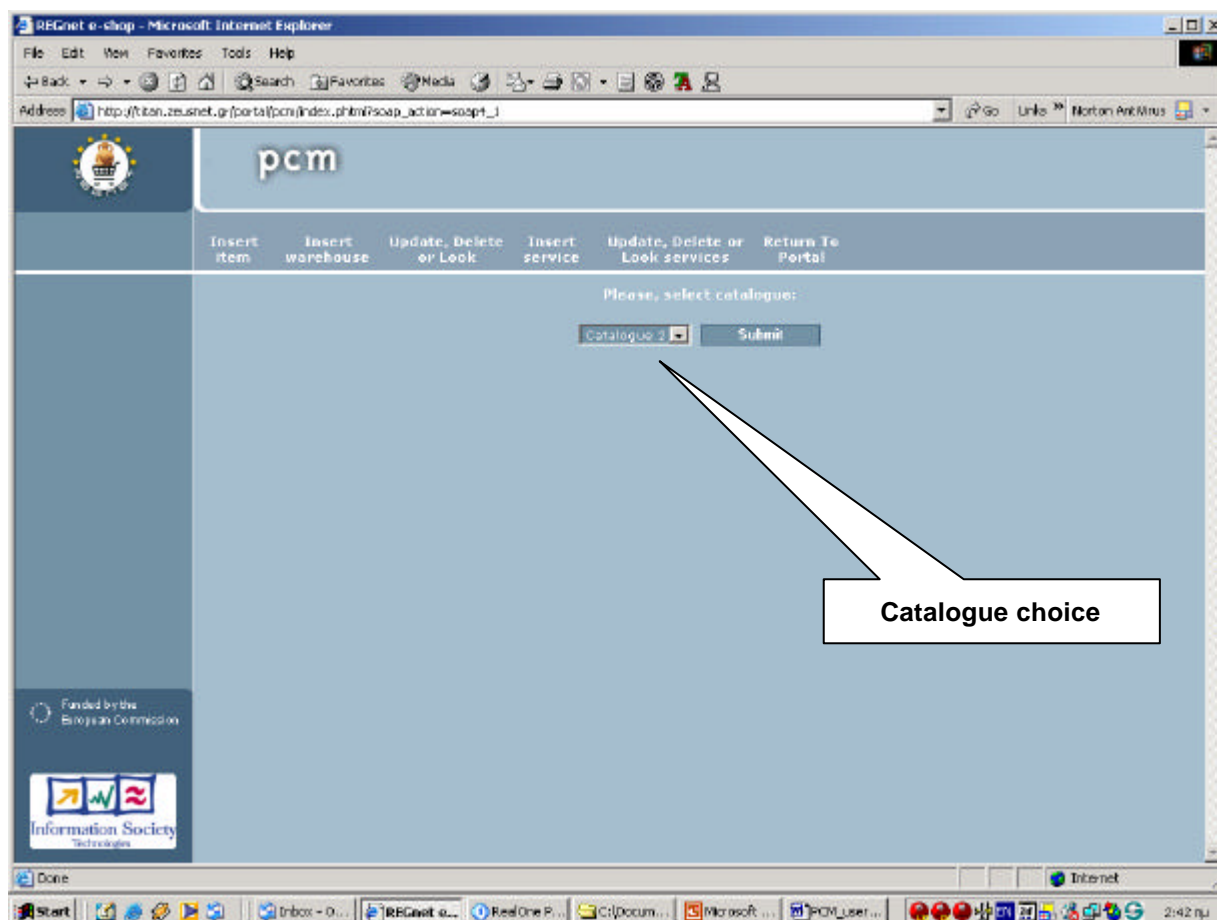 REGnet e-shop - Microsoft Internet Explorer
File Edit View Favorites Tools Help
Back Search Favorites Media
Address http://titan.zeusnet.gr/portal/pcm/index.phtml?soap_action=soap4_1 Go Links » Norton AntiVirus
pcm
Insert item
Insert warehouse
Update, Delete or Look
Insert service
Update, Delete or Look services
Return To Portal
Please, select catalogue:
Catalogue 2 Submit
Catalogue choice
Funded by the
European Commission
Information Society
Technologies
Done Internet
Start Inbox - O... REGnet e... RealOne P... C:\Docum... Microsoft ... PCM_user... 2:42 πμ